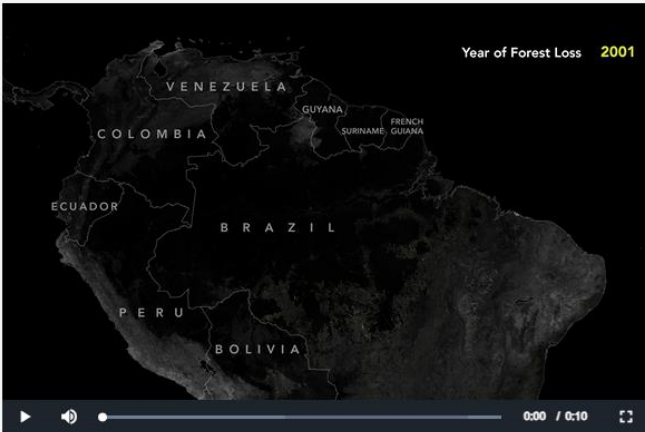 Year of Forest Loss 2001
VENEZUELA
GUYANA
FRENCH
SURINAME GUIANA
COLOMBIA
ECUADOR
BRAZIL
PERU
BOLIVIA
0:00 / 0:10